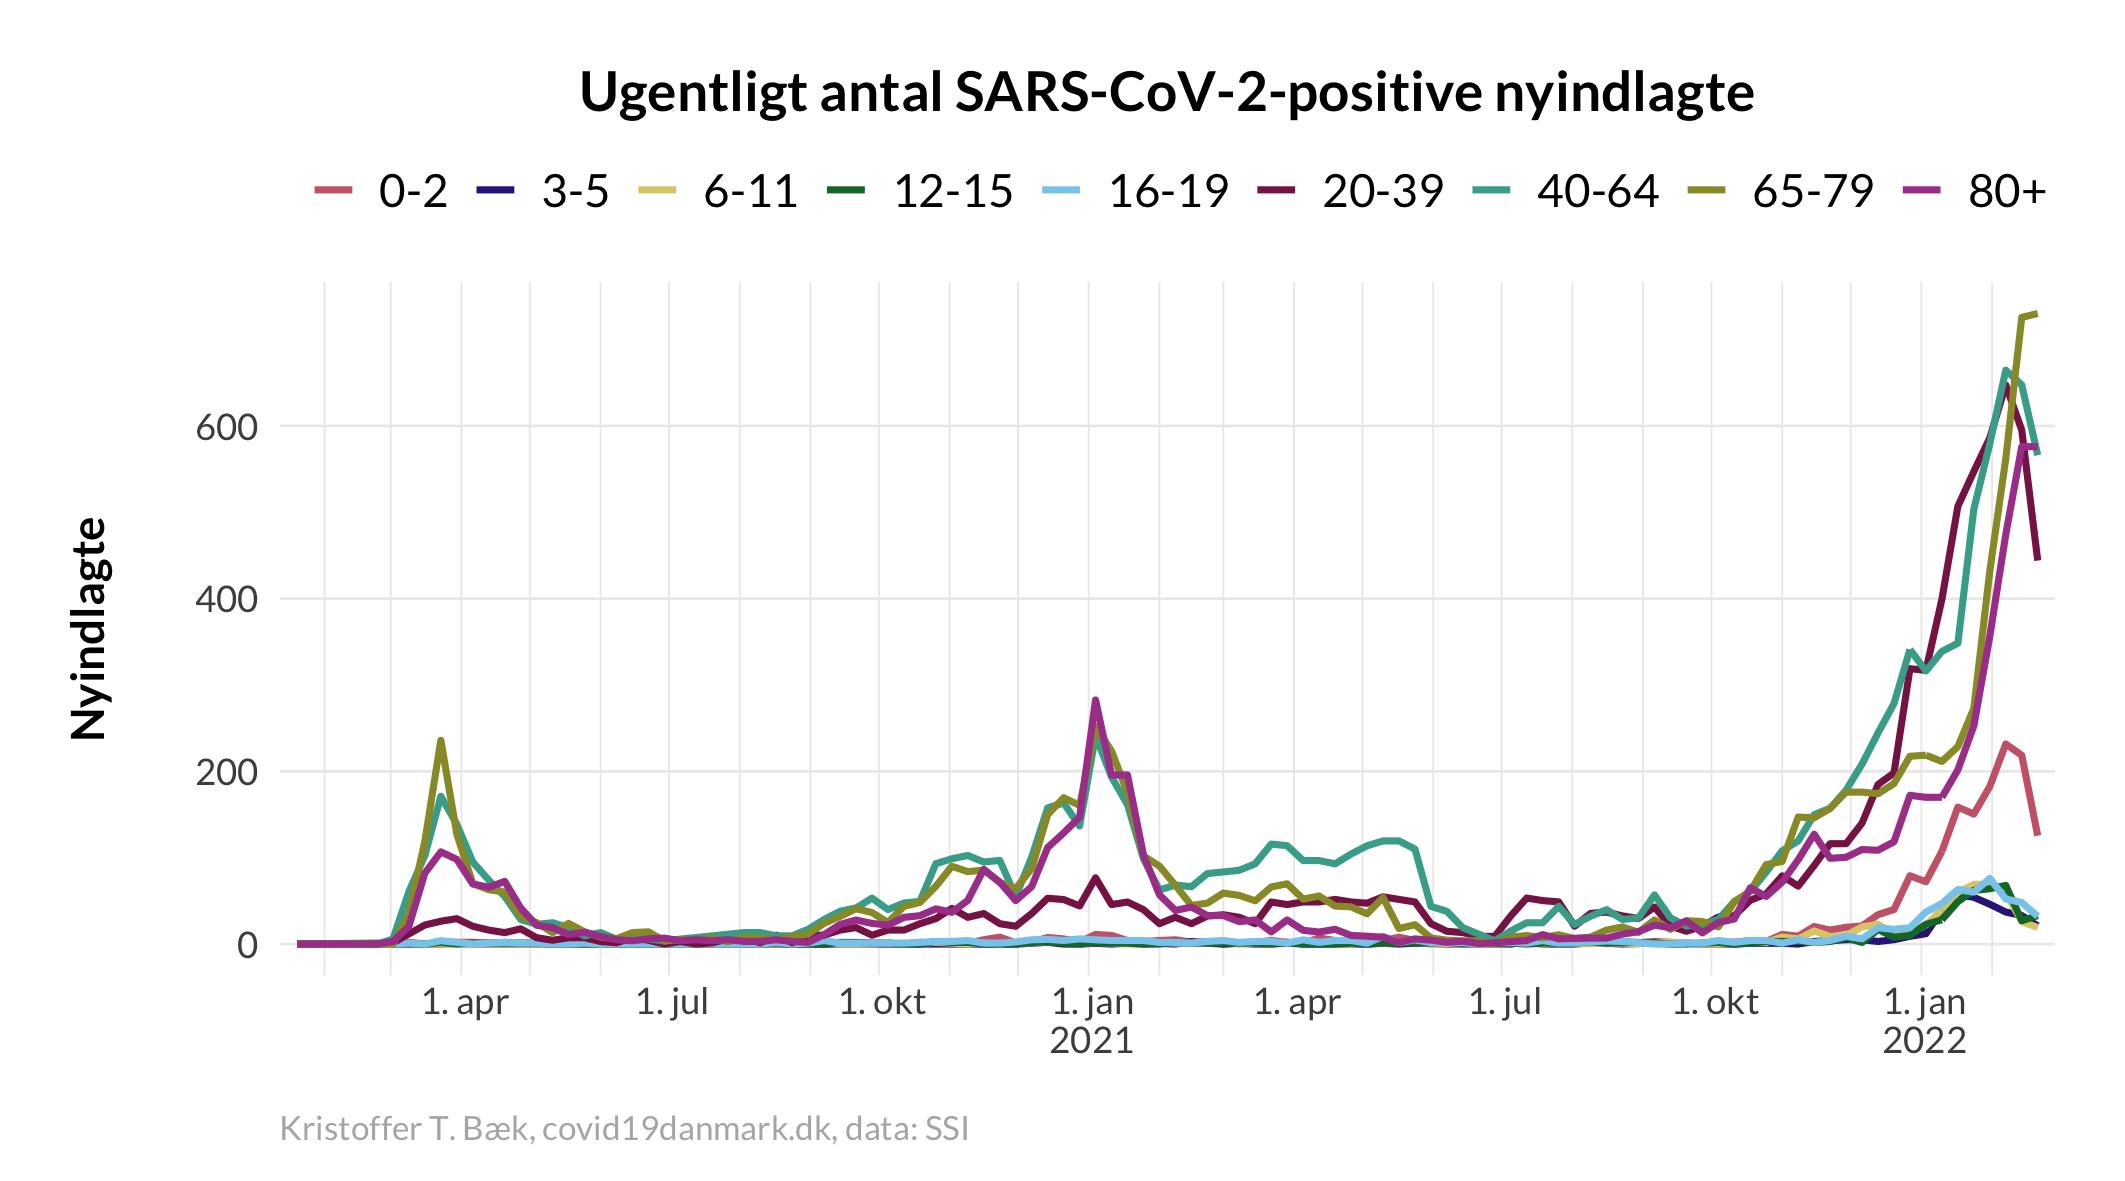 Ugentligt antal SARS-CoV-2-positive nyindlagte
0-2 3-5 6-11 12-15 16-19 20-39 40-64 65-79 80+
Nyindlagte
600
400
200
0
1. apr 1. jul 1. okt 1. jan 1. apr 1. jul 1. okt 1. jan
2021 2022
Kristoffer T. Bæk, covid19danmark.dk, data: SSI